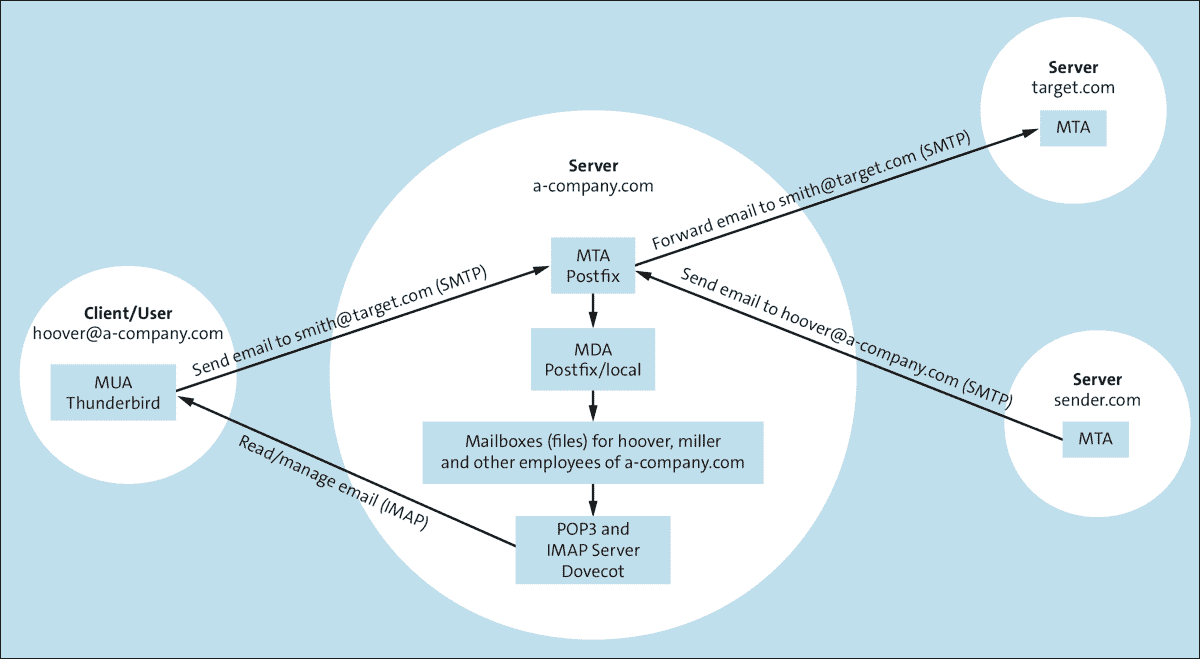 Server
target.com
MTA
Forward email to smith@target.com (SMTP)
Server
a-company.com
MTA
Postfix
Send email to smith@target.com (SMTP)
Send email to hoover@a-company.com (SMTP)
Client/User
hoover@a-company.com
MUA
Thunderbird
MDA
Postfix/local
Server
sender.com
MTA
Mailboxes (files) for hoover, miller
and other employees of a-company.com
Read/manage email (IMAP)
POP3 and
IMAP Server
Dovecot